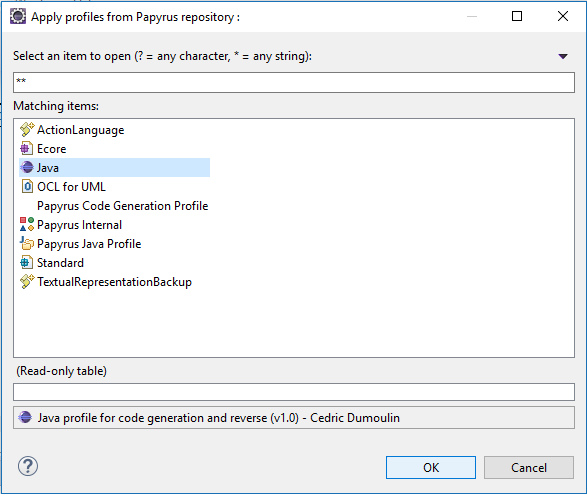 Apply profiles from Papyrus repository :
Select an item to open (? = any character, * = any string):
**
Matching items:
ActionLanguage
Ecore
Java
OCL for UML
Papyrus Code Generation Profile
Papyrus Internal
Papyrus Java Profile
Standard
TextualRepresentationBackup
(Read-only table)
Java profile for code generation and reverse (v1.0) - Cedric Dumoulin
?
OK
Cancel